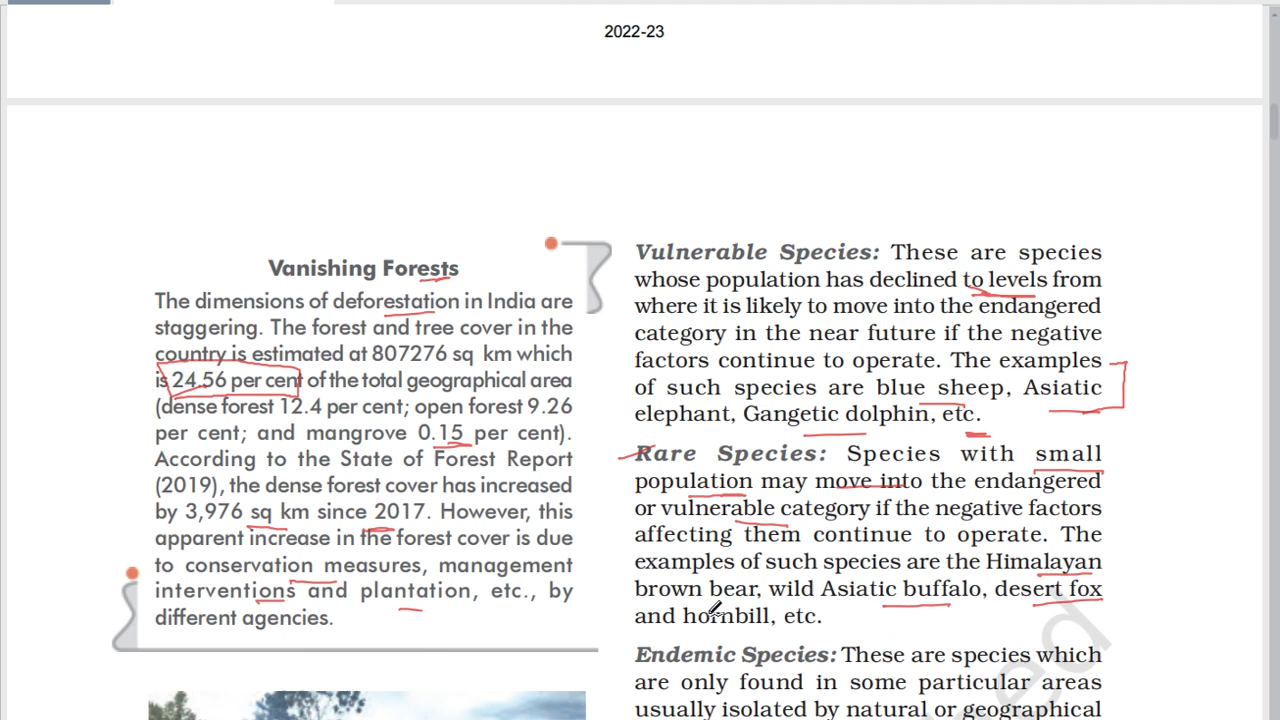 2022-23
Vanishing Forests
The dimensions of deforestation in India are
staggering. The forest and tree cover in the
country is estimated at 807276 sq km which
is 24.56 per cent of the total geographical area
(dense forest 12.4 per cent; open forest 9.26
per cent; and mangrove 0.15 per cent).
According to the State of Forest Report
(2019), the dense forest cover has increased
by 3,976 sq km since 2017. However, this
apparent increase in the forest cover is due
to conservation measures, management
interventions and plantation, etc., by
different agencies.
Vulnerable Species: These are species
whose population has declined to levels from
where it is likely to move into the endangered
category in the near future if the negative
factors continue to operate. The examples
of such species are blue sheep, Asiatic
elephant, Gangetic dolphin, etc.
Rare Species: Species with small
population may move into the endangered
or vulnerable category if the negative factors
affecting them continue to operate. The
examples of such species are the Himalayan
brown bear, wild Asiatic buffalo, desert fox
and hornbill, etc.
Endemic Species: These are species which
are only found in some particular areas
usually isolated by natural or geographical